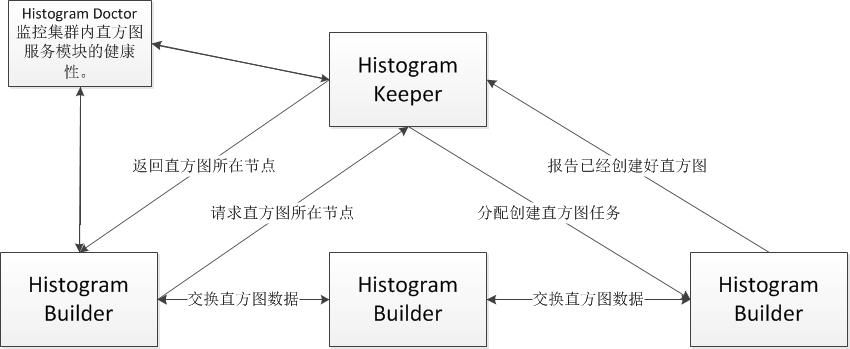 Histogram Doctor
监控集群内直方图
服务模块的健康
性。
Histogram
Keeper
返回直方图所在节点
报告已经创建好直方图
请求直方图所在节点
分配创建直方图任务
Histogram
Builder
交换直方图数据
Histogram
Builder
交换直方图数据
Histogram
Builder